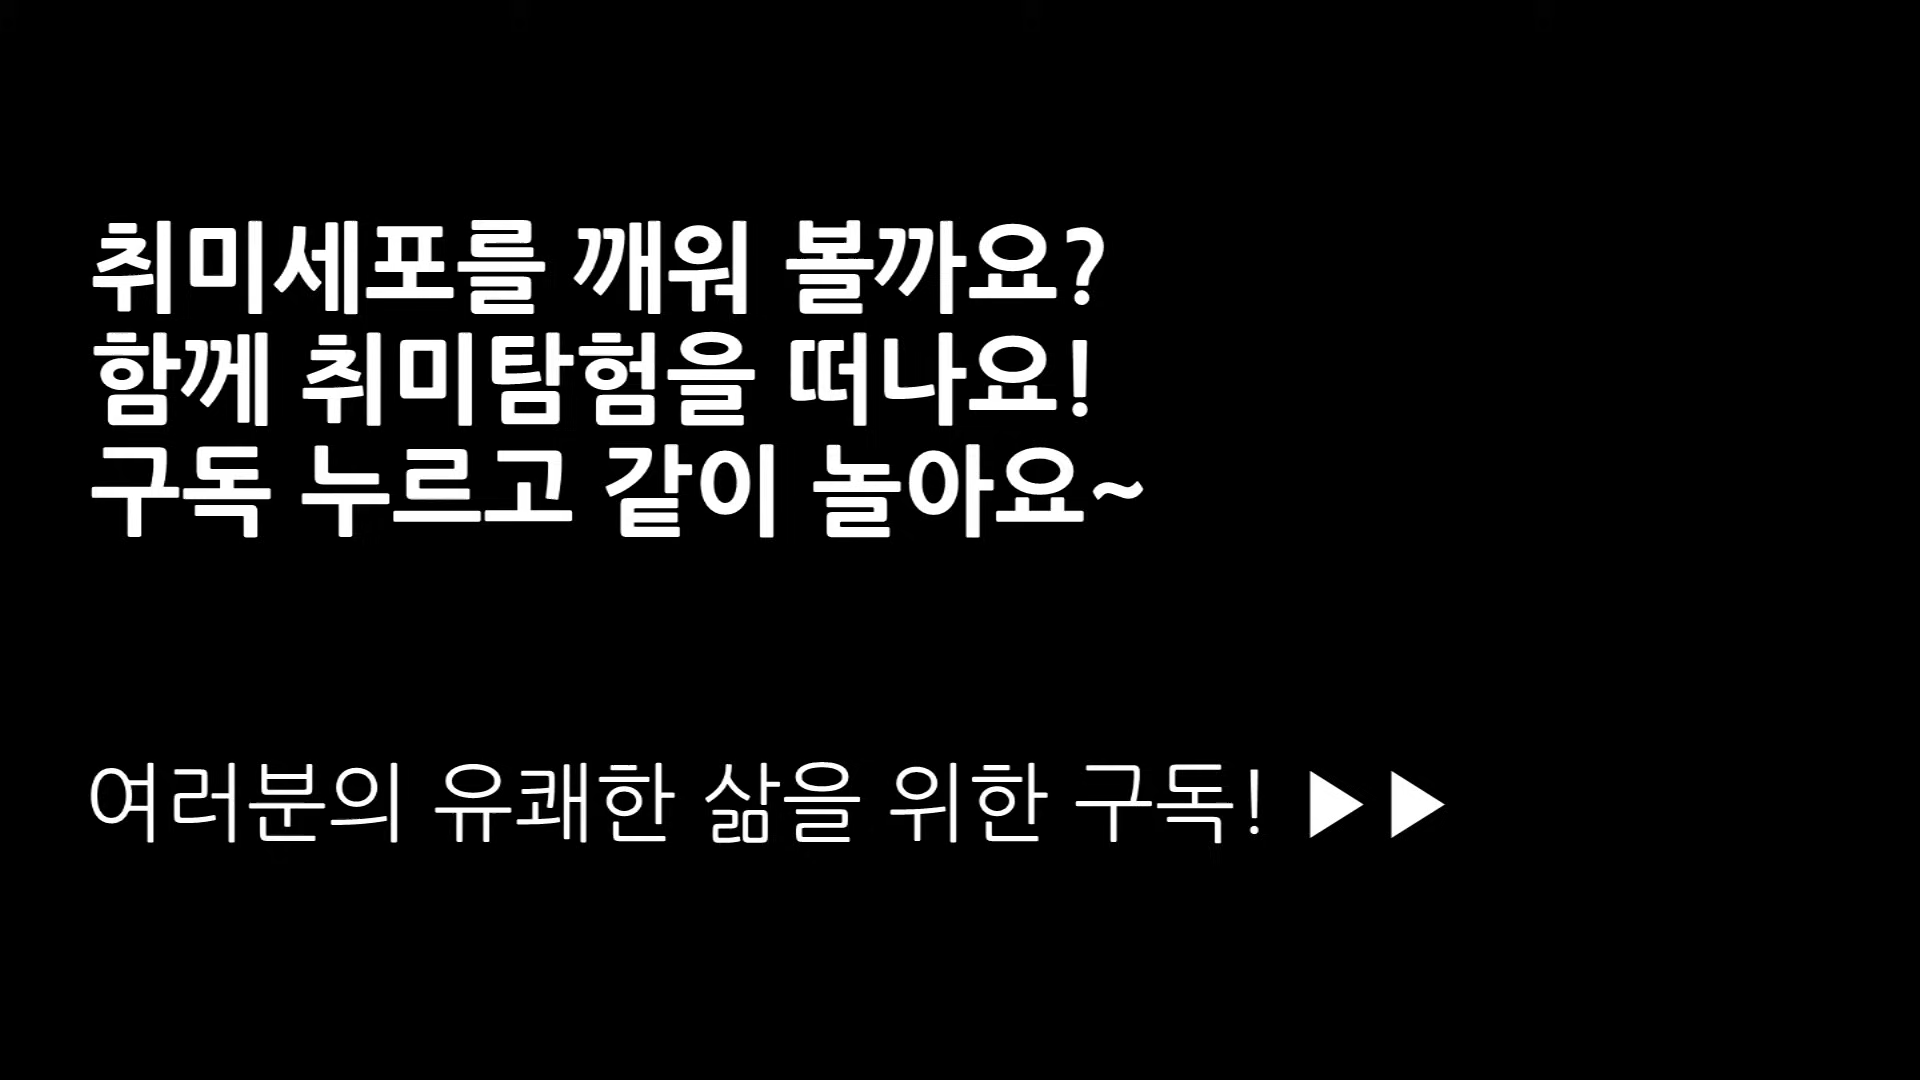 취미세포를 깨워 볼까요?
함께 취미탐험을 떠나요!
구독 누르고 같이 놀아요~
여러분의 유쾌한 삶을 위한 구독! ▶▶